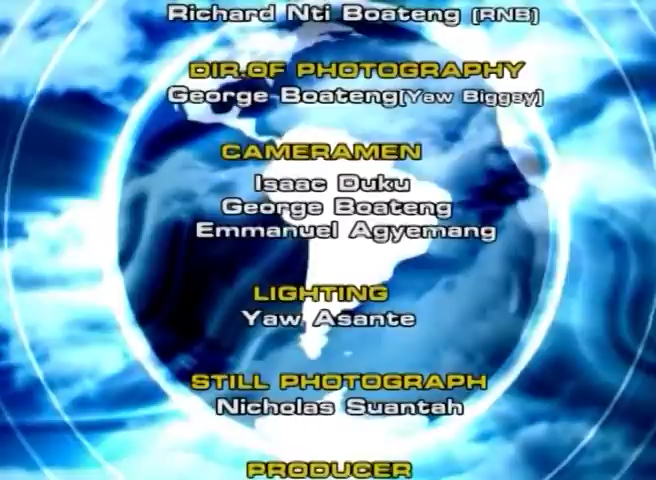 Richard Nti Boateng [RNB]
DIR.OF PHOTOGRAPHY
George Boateng[Yaw Biggey]
CAMERAMEN
Isaac Duku
George Boateng
Emmanuel Agyemang
LIGHTING
Yaw Asante
STILL PHOTOGRAPH
Nicholas Suantah
PRODUCER